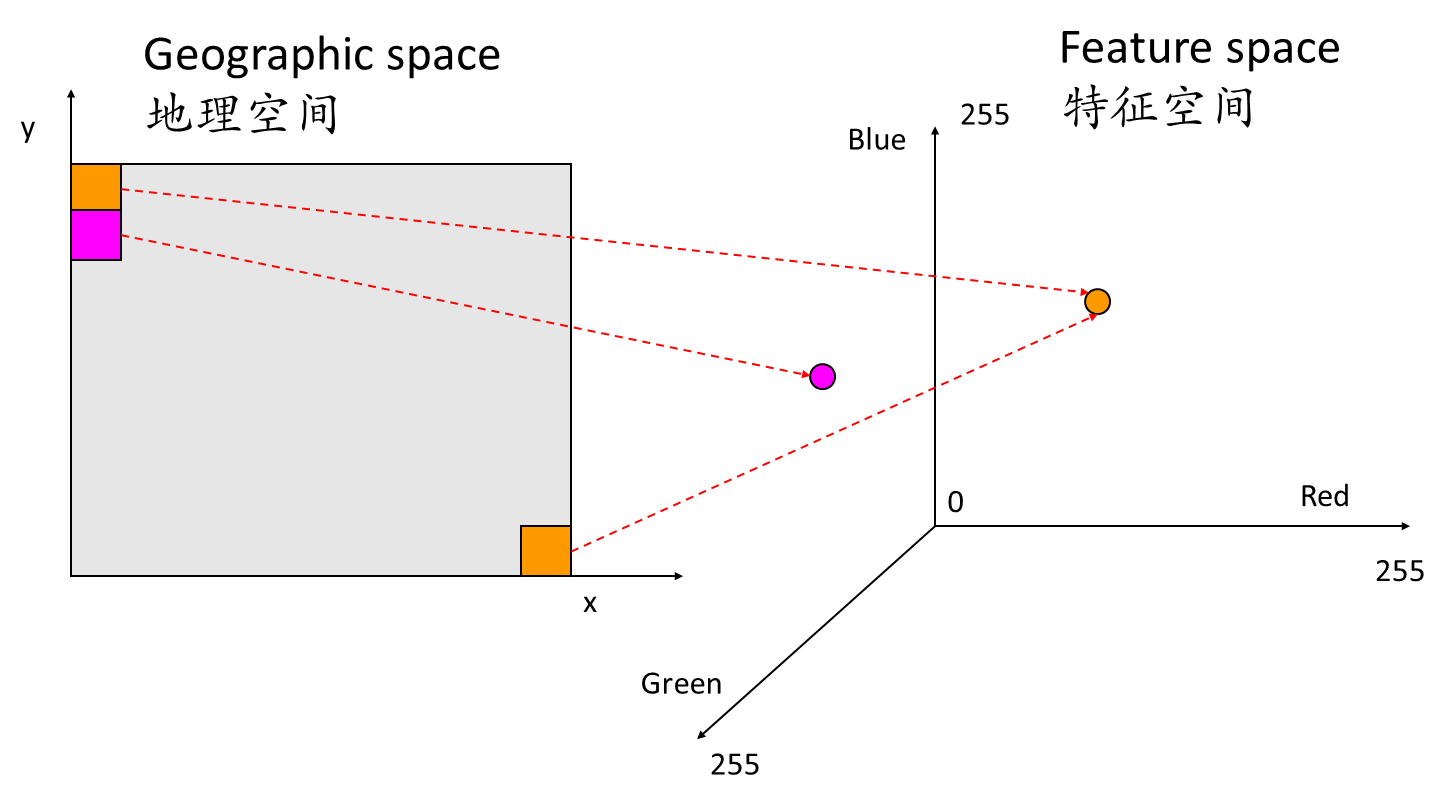 Geographic space
地理空间
y
x
Feature space
特征空间
255
Blue
0
Red
255
Green
255